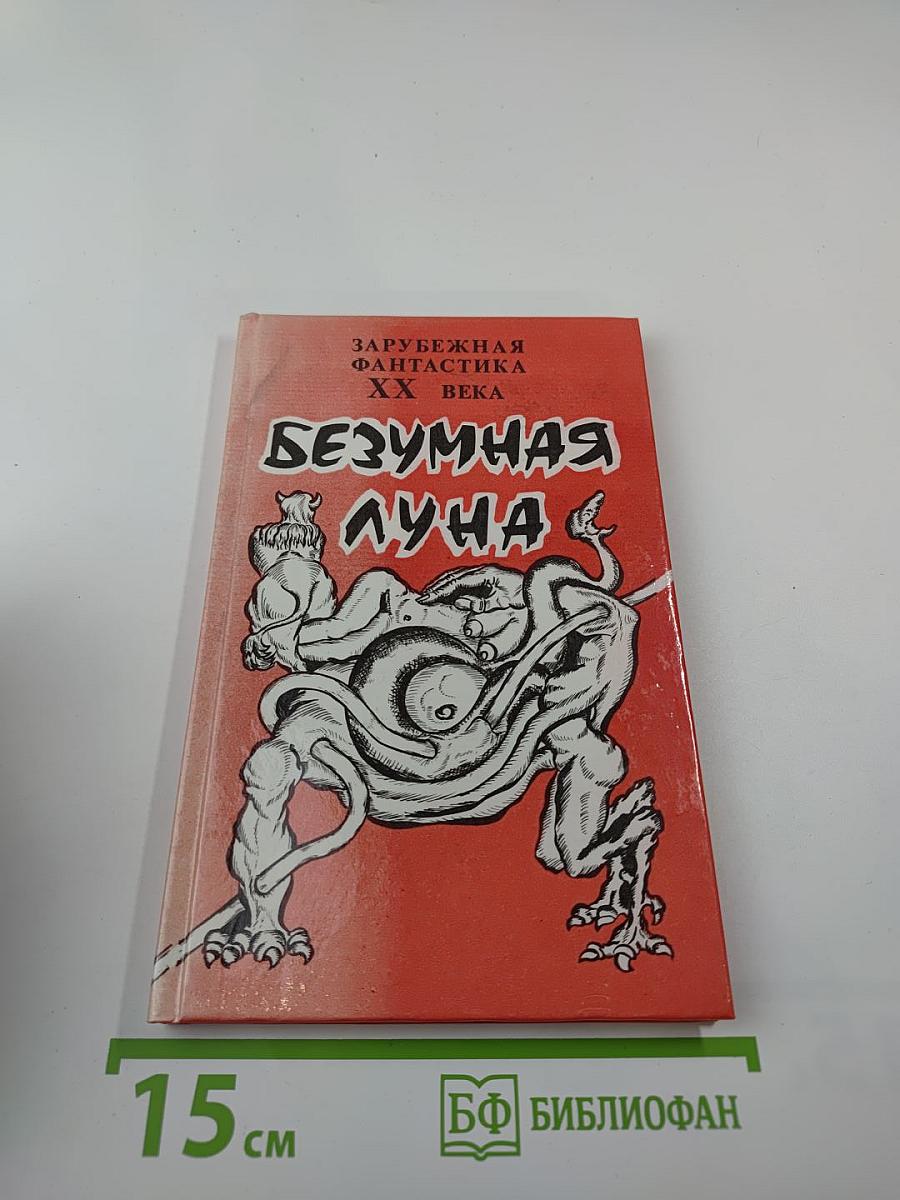 ЗАРУБЕЖНАЯ
ФАНТАСТИКА
XX ВЕКА
БЕЗУМНАЯ
ЛУНА
15 см
БФ БИБЛИОФАН